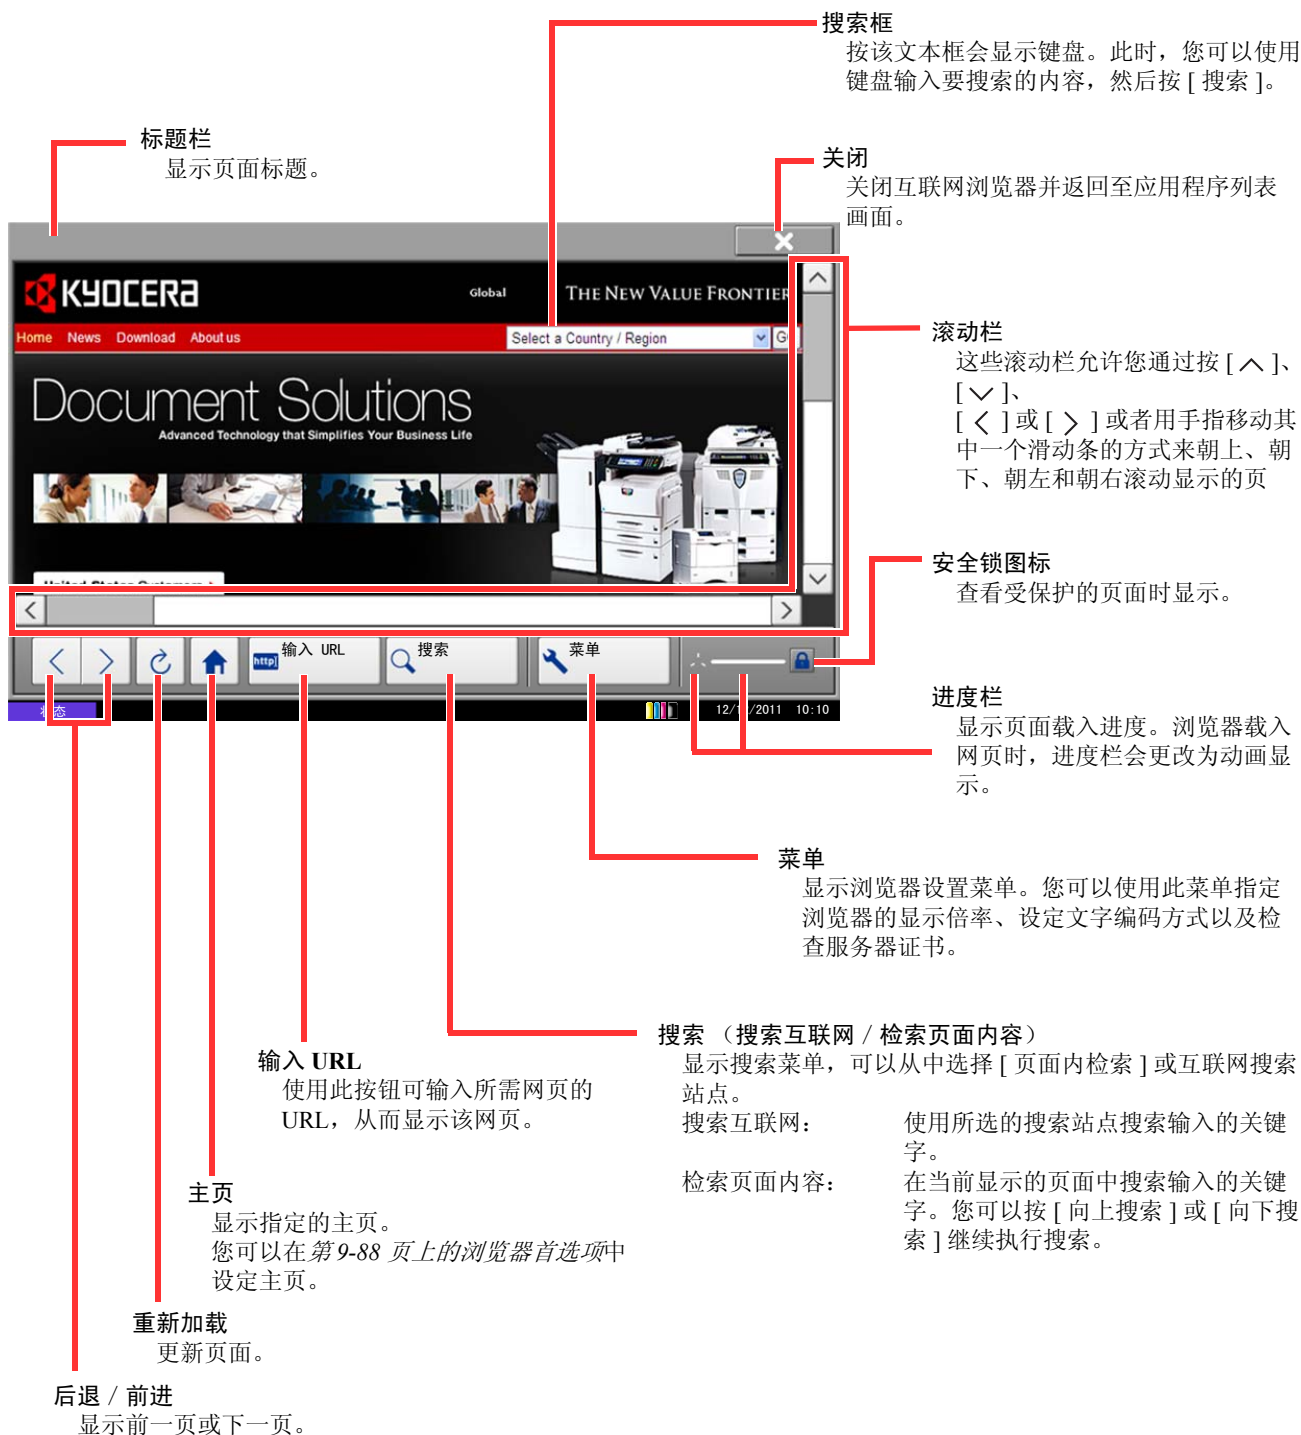 搜索框
按该文本框会显示键盘。此时，您可以使用
键盘输入要搜索的内容，然后按 [ 搜索 ]。
标题栏
显示页面标题。
关闭
关闭互联网浏览器并返回至应用程序列表
画面。
KYOCERA
Global
THE NEW VALUE FRONTIER
Home News Download About us
Select a Country / Region
Document Solutions
Advanced Technology that Simplifies Your Business Life
United States Customers
滚动栏
这些滚动栏允许您通过按 [ ︿ ]、
[ ﹀ ]、
[ 〈 ] 或 [ 〉 ] 或者用手指移动其
中一个滑动条的方式来朝上、朝
下、朝左和朝右滚动显示的页
安全锁图标
查看受保护的页面时显示。
http
输入 URL
搜索
菜单
状态
2011 10:10
进度栏
显示页面载入进度。浏览器载入
网页时，进度栏会更改为动画显
示。
菜单
显示浏览器设置菜单。您可以使用此菜单指定
浏览器的显示倍率、设定文字编码方式以及检
查服务器证书。
搜索 （搜索互联网 / 检索页面内容）
显示搜索菜单，可以从中选择 [ 页面内检索 ] 或互联网搜索
站点。
搜索互联网： 使用所选的搜索站点搜索输入的关键
字。
检索页面内容： 在当前显示的页面中搜索输入的关键
字。您可以按 [ 向上搜索 ] 或 [ 向下搜
索 ] 继续执行搜索。
输入 URL
使用此按钮可输入所需网页的
URL，从而显示该网页。
主页
显示指定的主页。
您可以在第 9-88 页上的浏览器首选项中
设定主页。
重新加载
更新页面。
后退 / 前进
显示前一页或下一页。